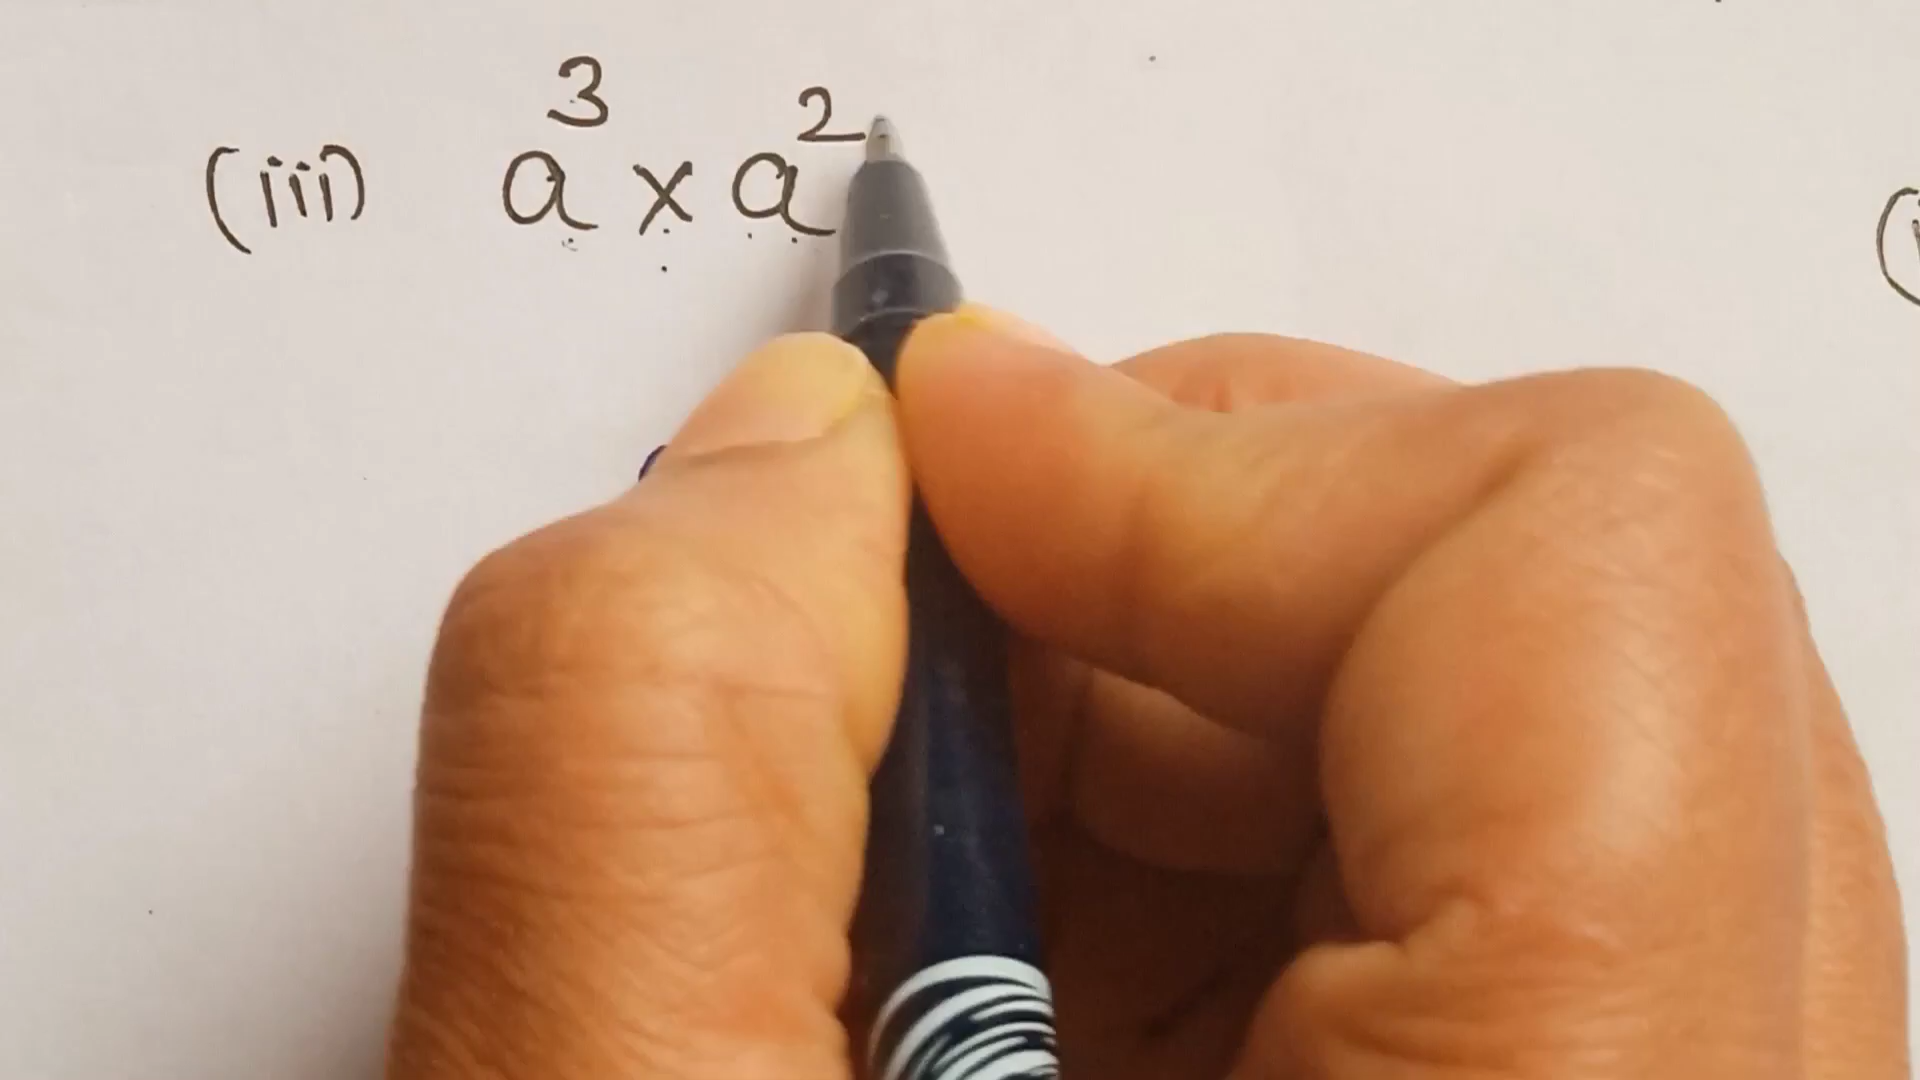 (iii) a³ x a²
(i